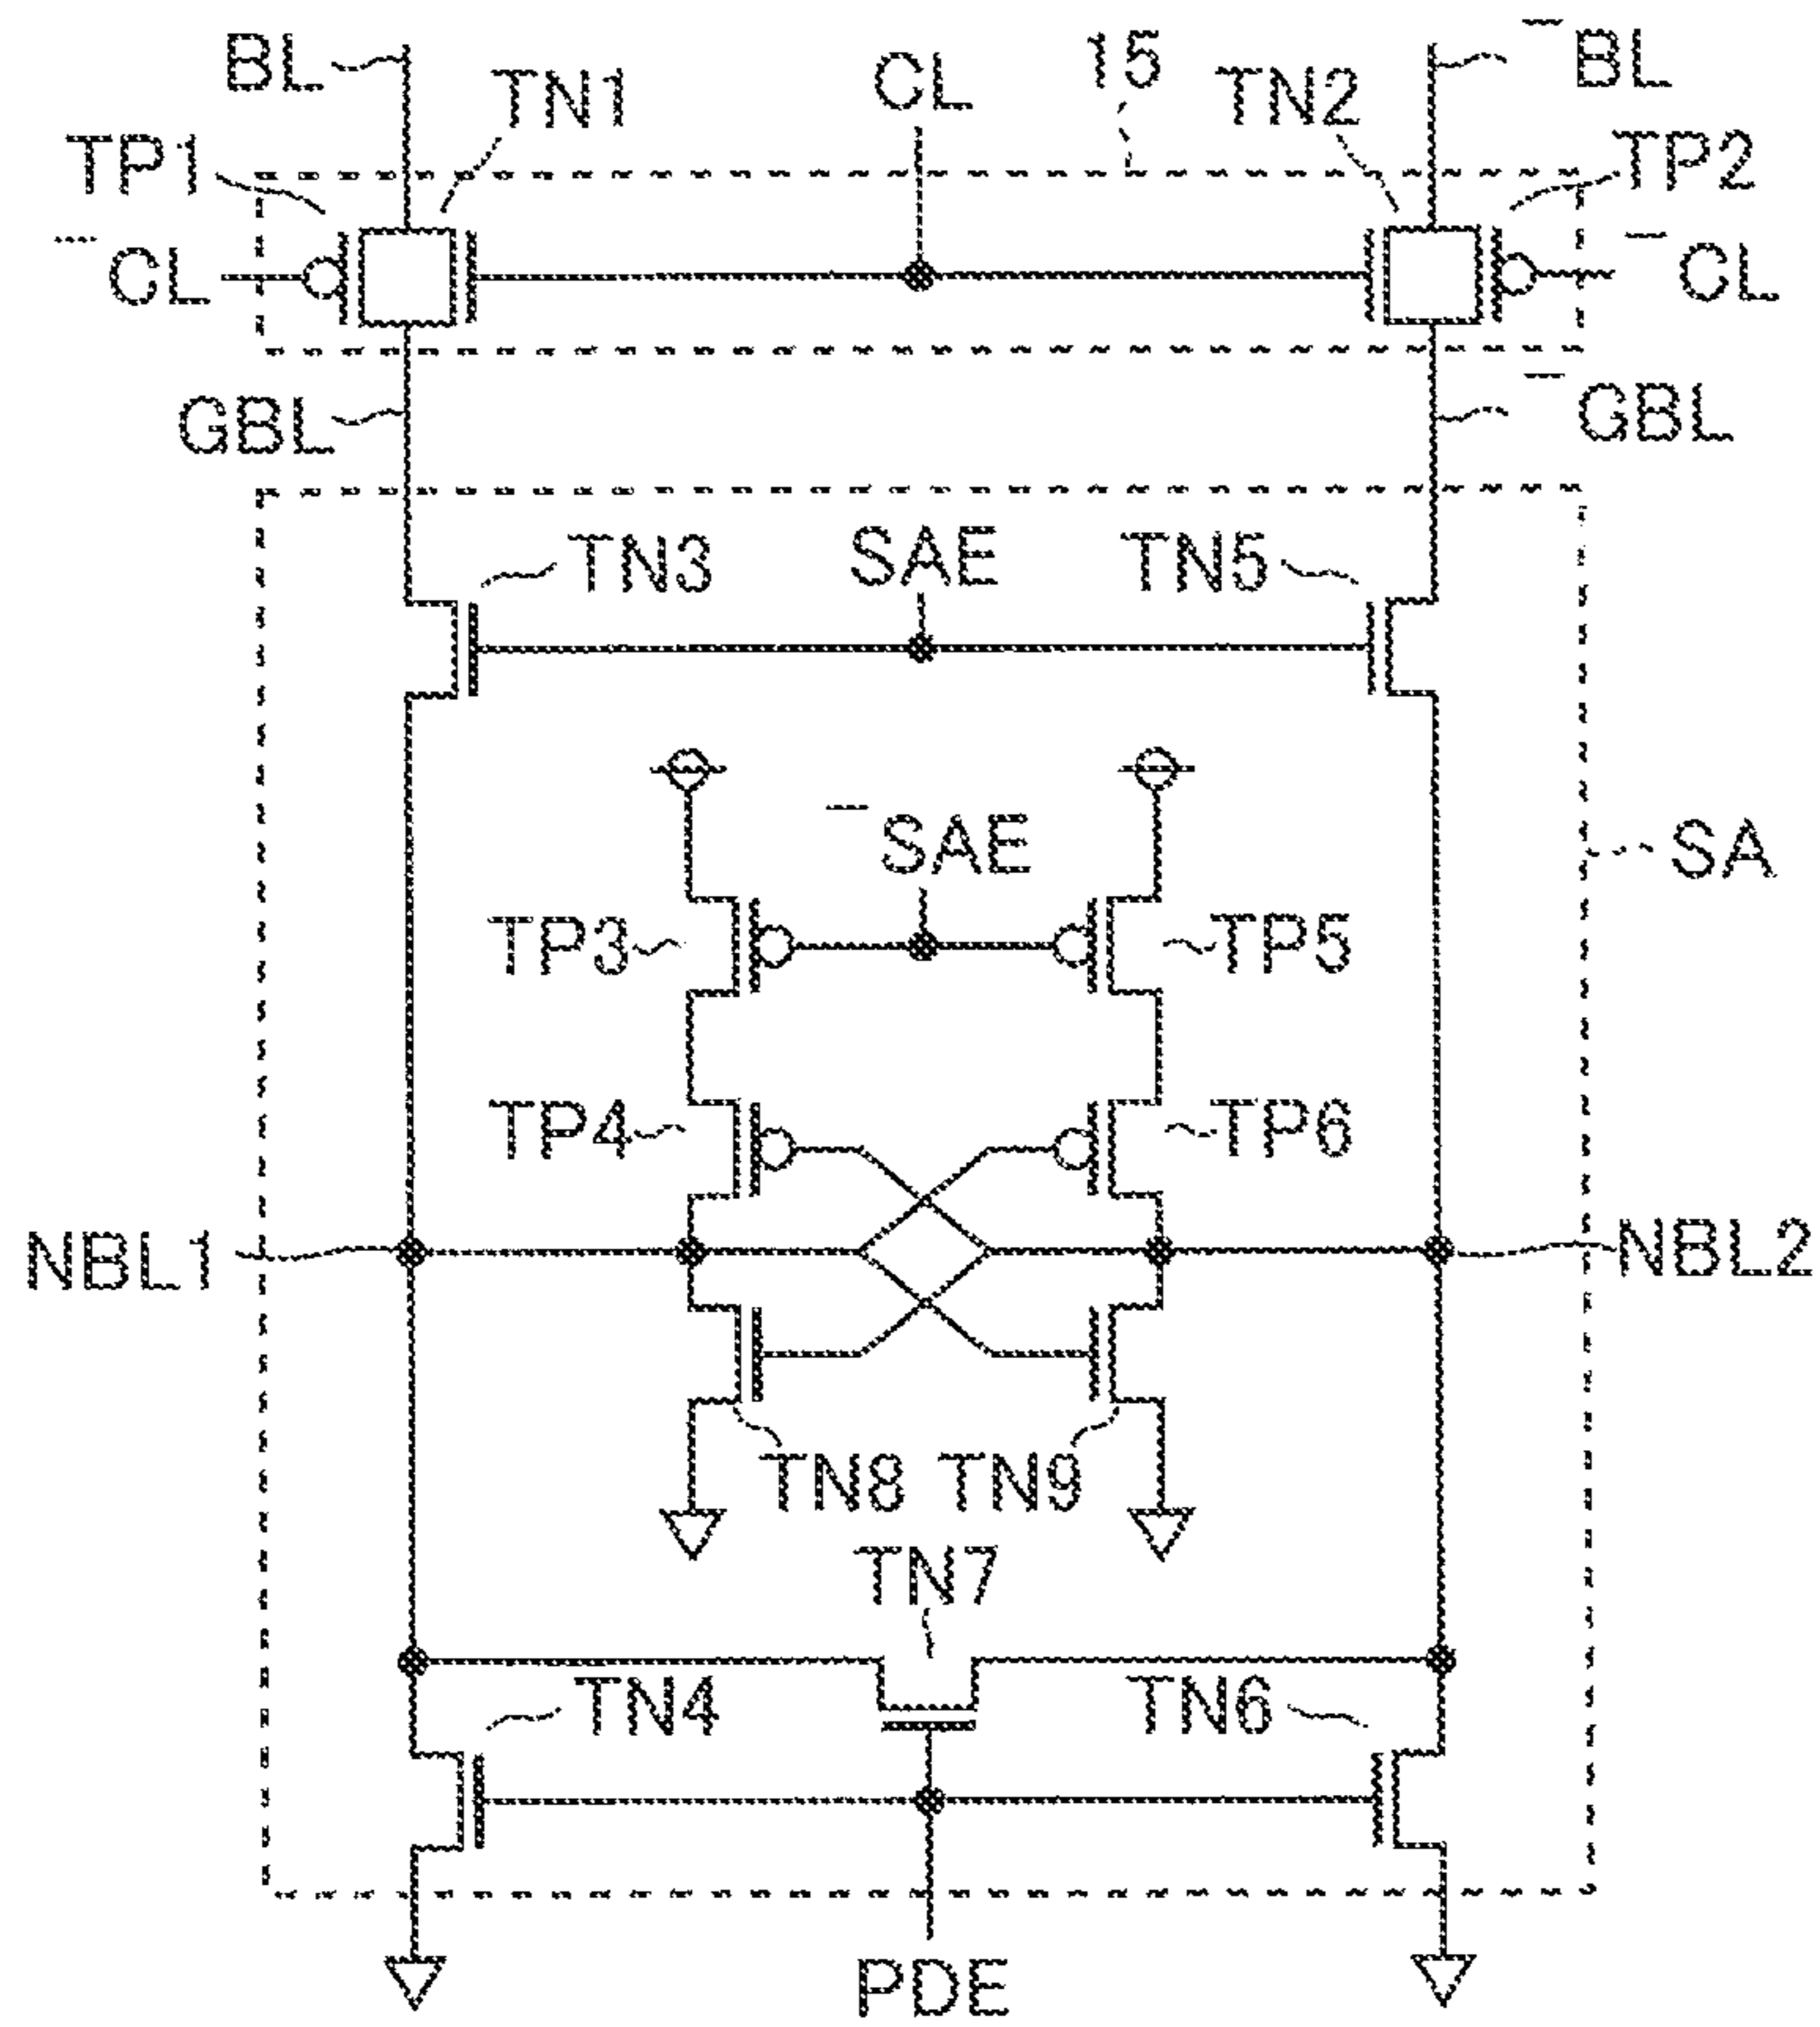 BL
TN1
CL
15
TN2
‾BL
TP1
TP2
‾CL
‾CL
GBL
‾GBL
TN3
SAE
TN5
‾SAE
SA
TP3
TP5
TP4
TP6
NBL1
NBL2
TN8
TN9
TN7
TN4
TN6
PDE